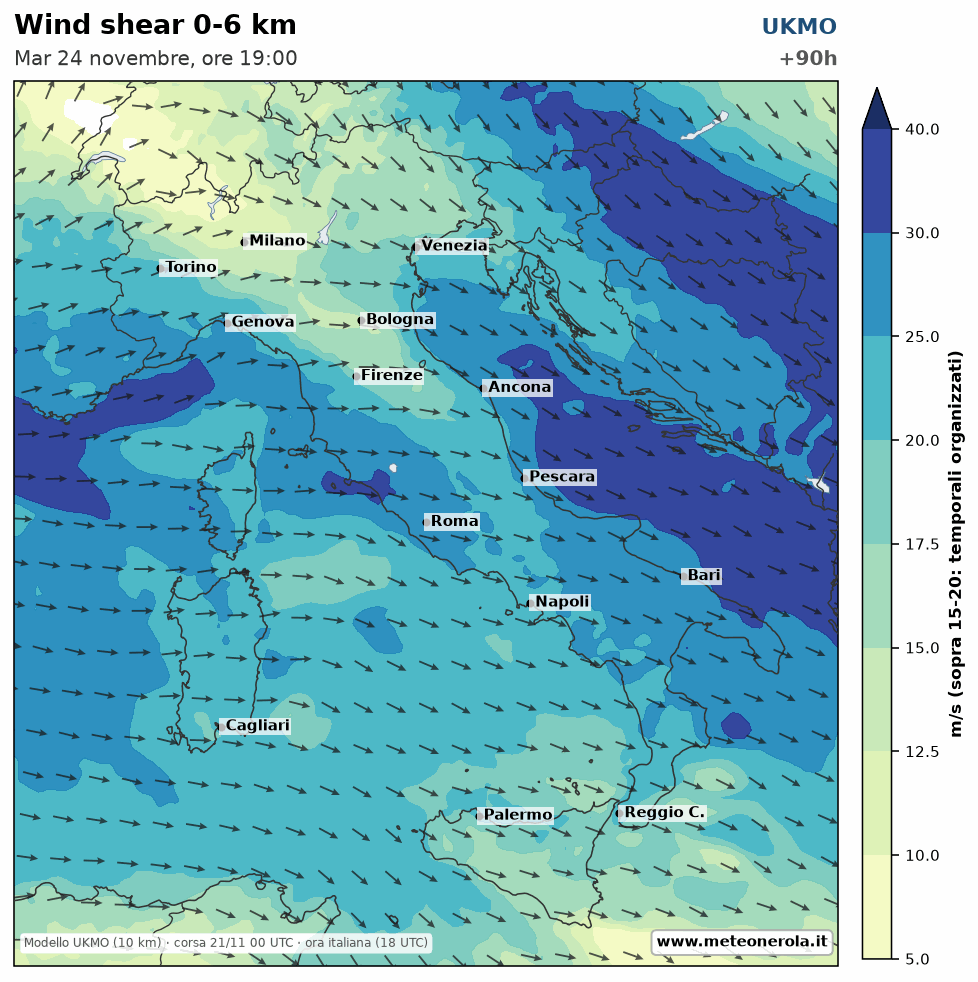 Wind shear 0-6 km
UKMO
Mar 24 novembre, ore 19:00
+90h
Milano
Venezia
Torino
Genova
Bologna
Firenze
Ancona
Pescara
Roma
Bari
Napoli
Cagliari
Palermo
Reggio C.
40.0
30.0
25.0
20.0
17.5
15.0
12.5
10.0
5.0
m/s (sopra 15-20: temporali organizzati)
Modello UKMO (10 km) · corsa 21/11 00 UTC · ora italiana (18 UTC)
www.meteonerola.it